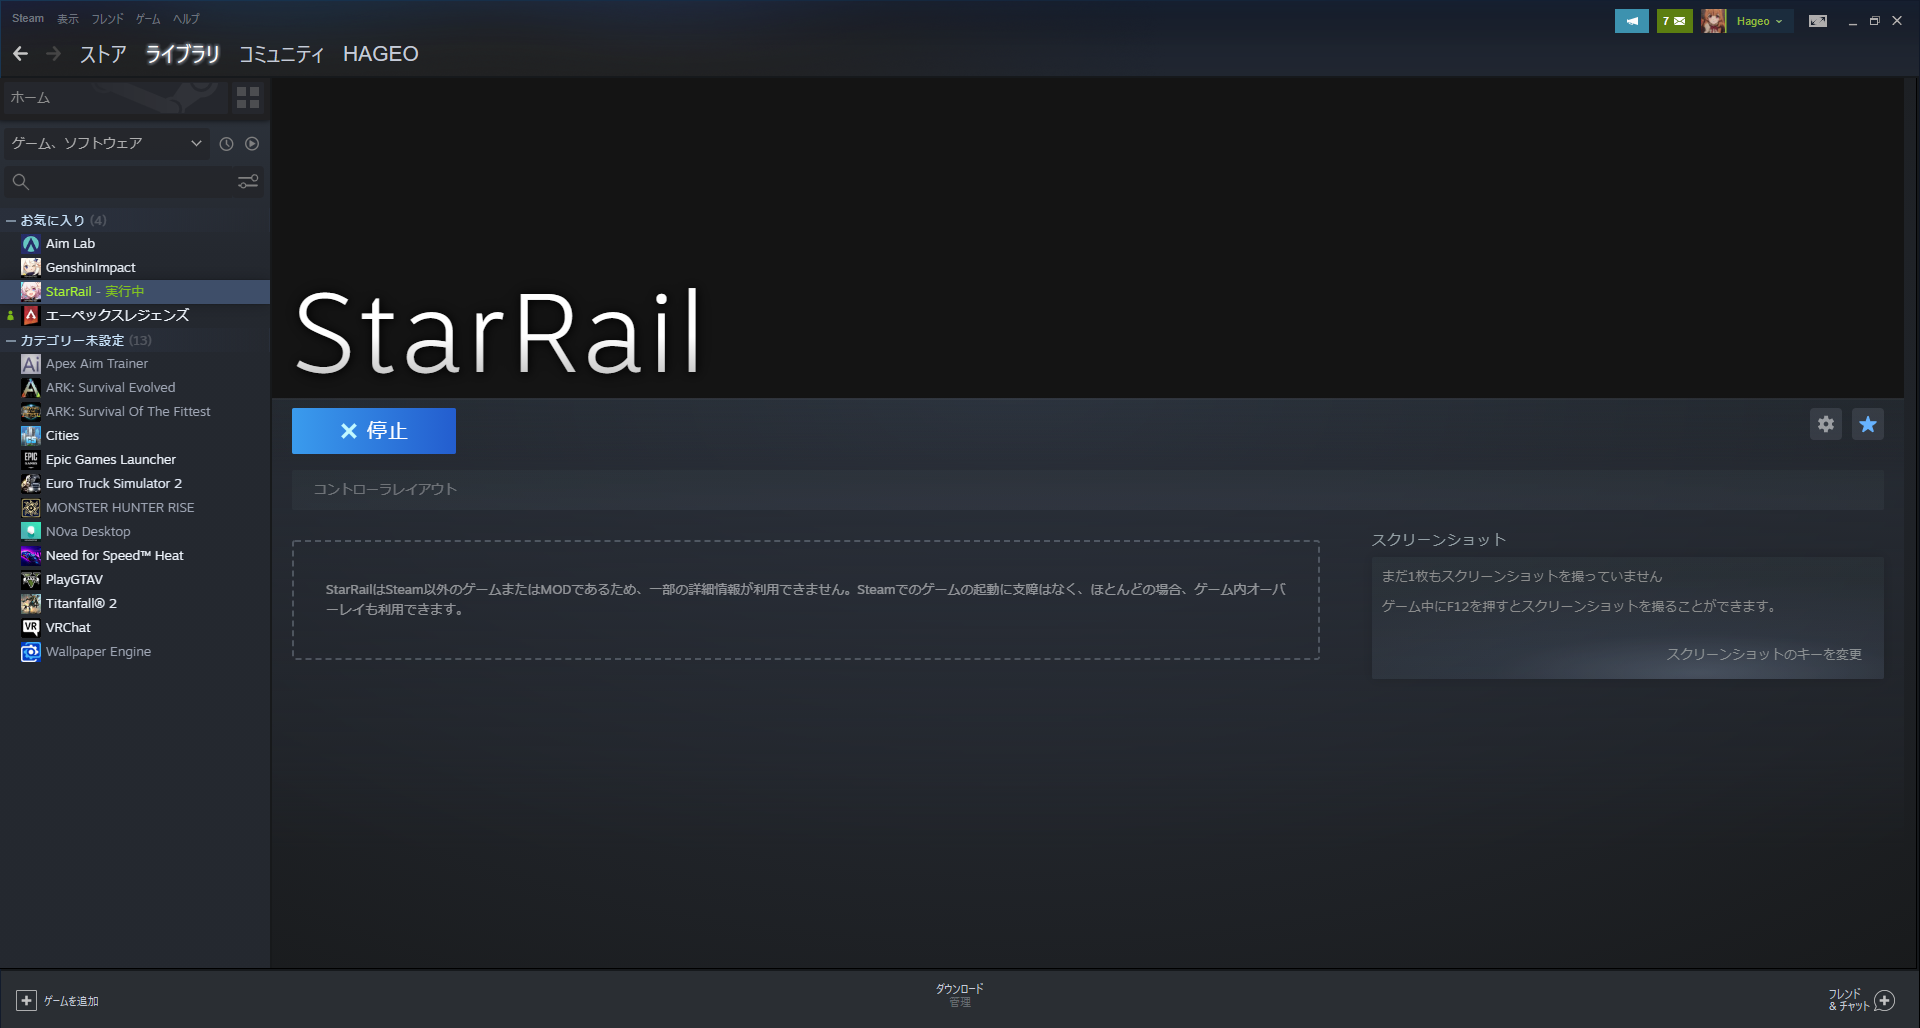 Steam 表示 フレンド ゲーム ヘルプ
7
Hageo
ストア ライブラリ コミュニティ HAGEO
ホーム
ゲーム、ソフトウェア
お気に入り (4)
Aim Lab
GenshinImpact
StarRail - 実行中
エーペックスレジェンズ
カテゴリー未設定 (13)
Apex Aim Trainer
ARK: Survival Evolved
ARK: Survival Of The Fittest
Cities
Epic Games Launcher
Euro Truck Simulator 2
MONSTER HUNTER RISE
N0va Desktop
Need for Speed™ Heat
PlayGTAV
Titanfall® 2
VRChat
Wallpaper Engine
StarRail
停止
コントローラレイアウト
StarRailはSteam以外のゲームまたはMODであるため、一部の詳細情報が利用できません。Steamでのゲームの起動に支障はなく、ほとんどの場合、ゲーム内オーバ
ーレイも利用できます。
スクリーンショット
まだ1枚もスクリーンショットを撮っていません
ゲーム中にF12を押すとスクリーンショットを撮ることができます。
スクリーンショットのキーを変更
ゲームを追加
ダウンロード
管理
フレンド
& チャット